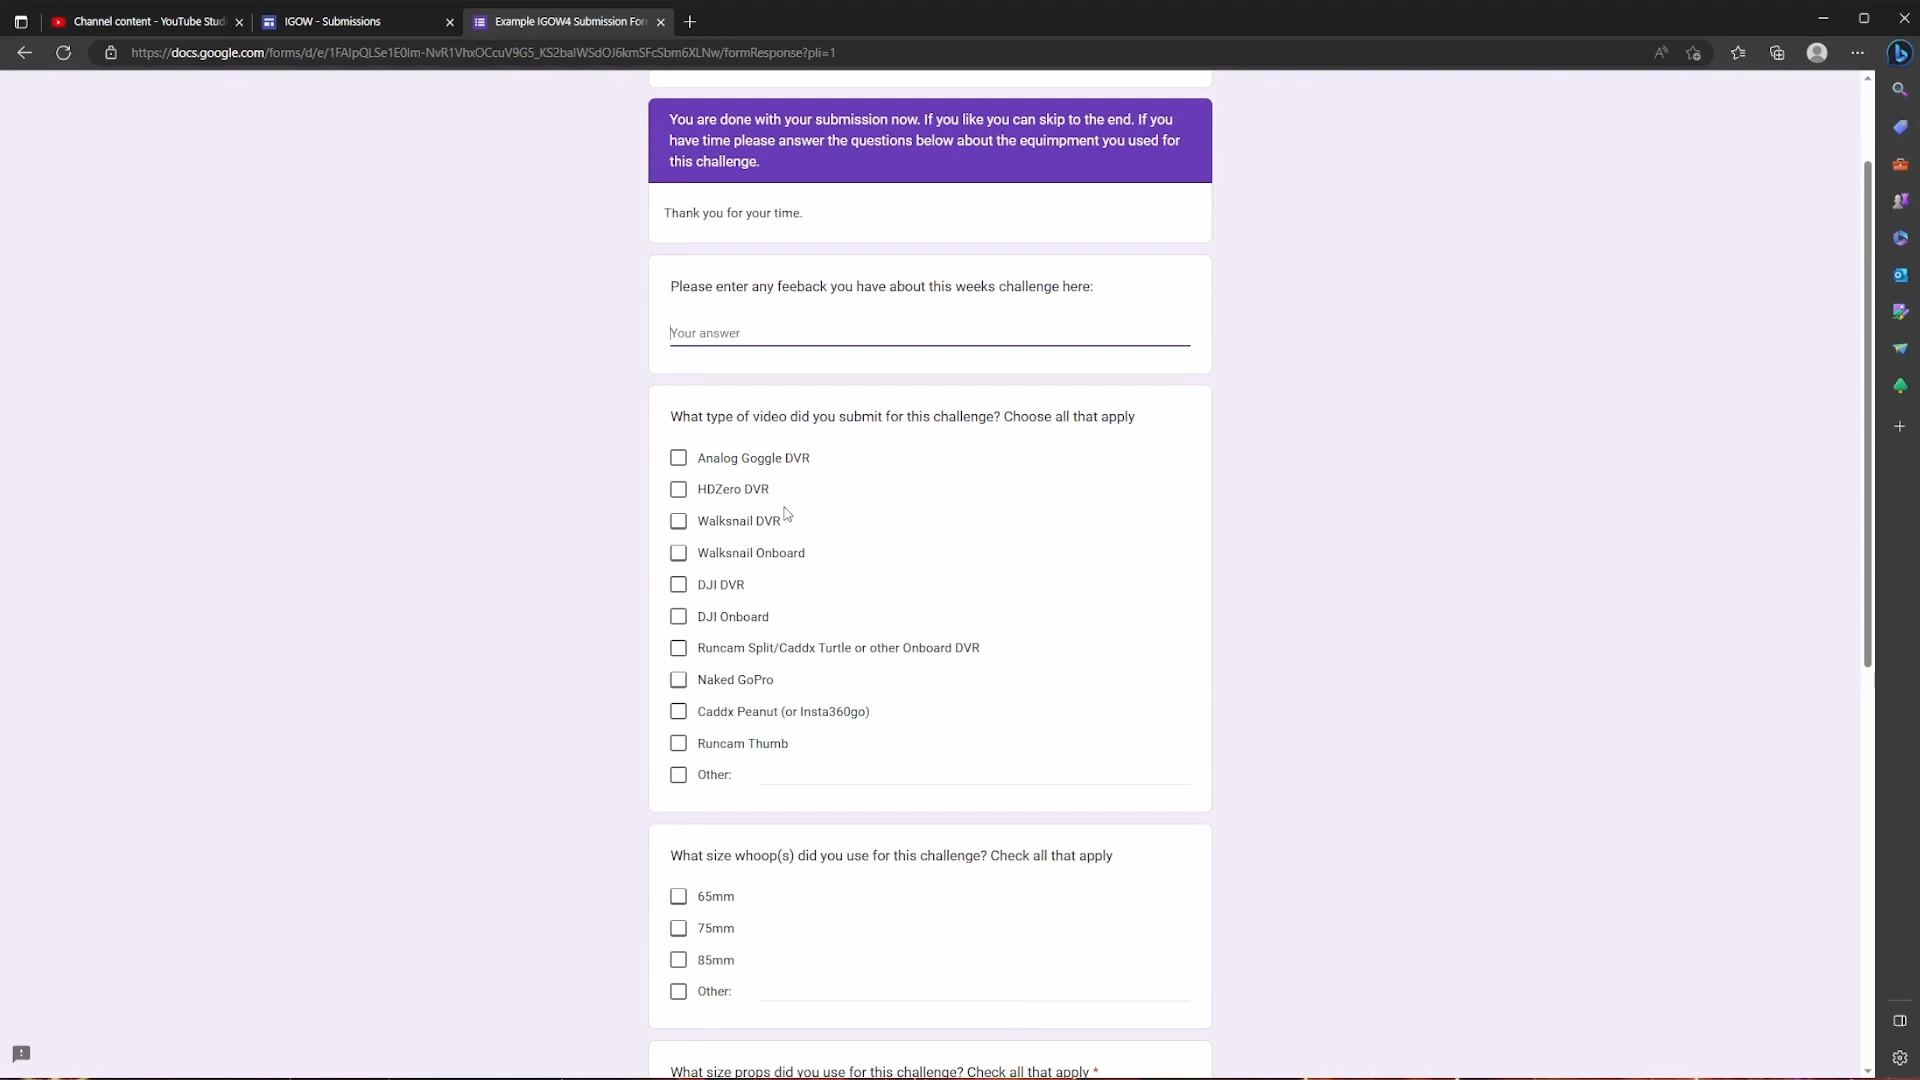 Channel content - YouTube Stud
IGOW - Submissions
Example IGOW4 Submission For
https://docs.google.com/forms/d/e/1FAIpQLSe1E0lm-NvR1VhxOCcuV9G5_KS2balWSdOJ6kmSFcSbm6XLNw/formResponse?pli=1
You are done with your submission now. If you like you can skip to the end. If you
have time please answer the questions below about the equimpment you used for
this challenge.
Thank you for your time.
Please enter any feeback you have about this weeks challenge here:
Your answer
What type of video did you submit for this challenge? Choose all that apply
Analog Goggle DVR
HDZero DVR
Walksnail DVR
Walksnail Onboard
DJI DVR
DJI Onboard
Runcam Split/Caddx Turtle or other Onboard DVR
Naked GoPro
Caddx Peanut (or Insta360go)
Runcam Thumb
Other:
What size whoop(s) did you use for this challenge? Check all that apply
65mm
75mm
85mm
Other:
What size props did you use for this challenge? Check all that apply *